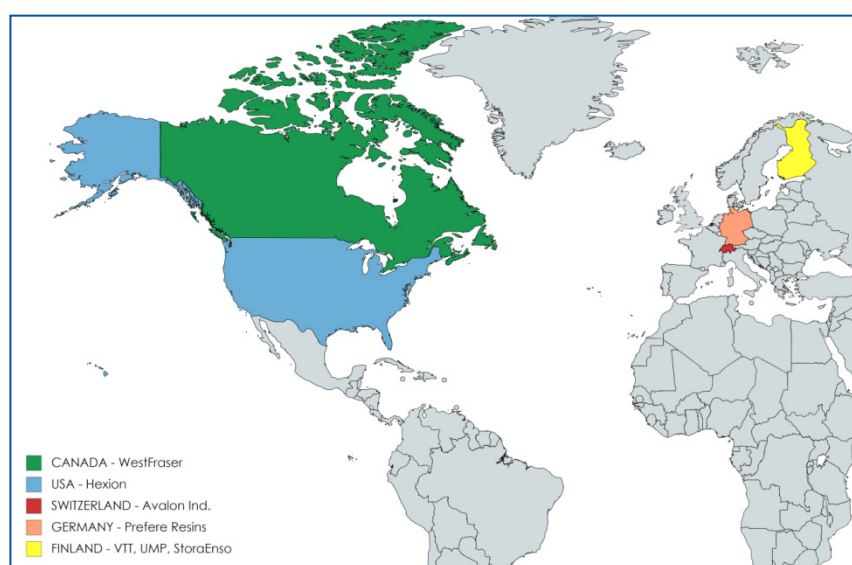 CANADA - WestFraser
USA - Hexion
SWITZERLAND - Avalon Ind.
GERMANY - Prefere Resins
FINLAND - VTT, UMP, StoraEnso